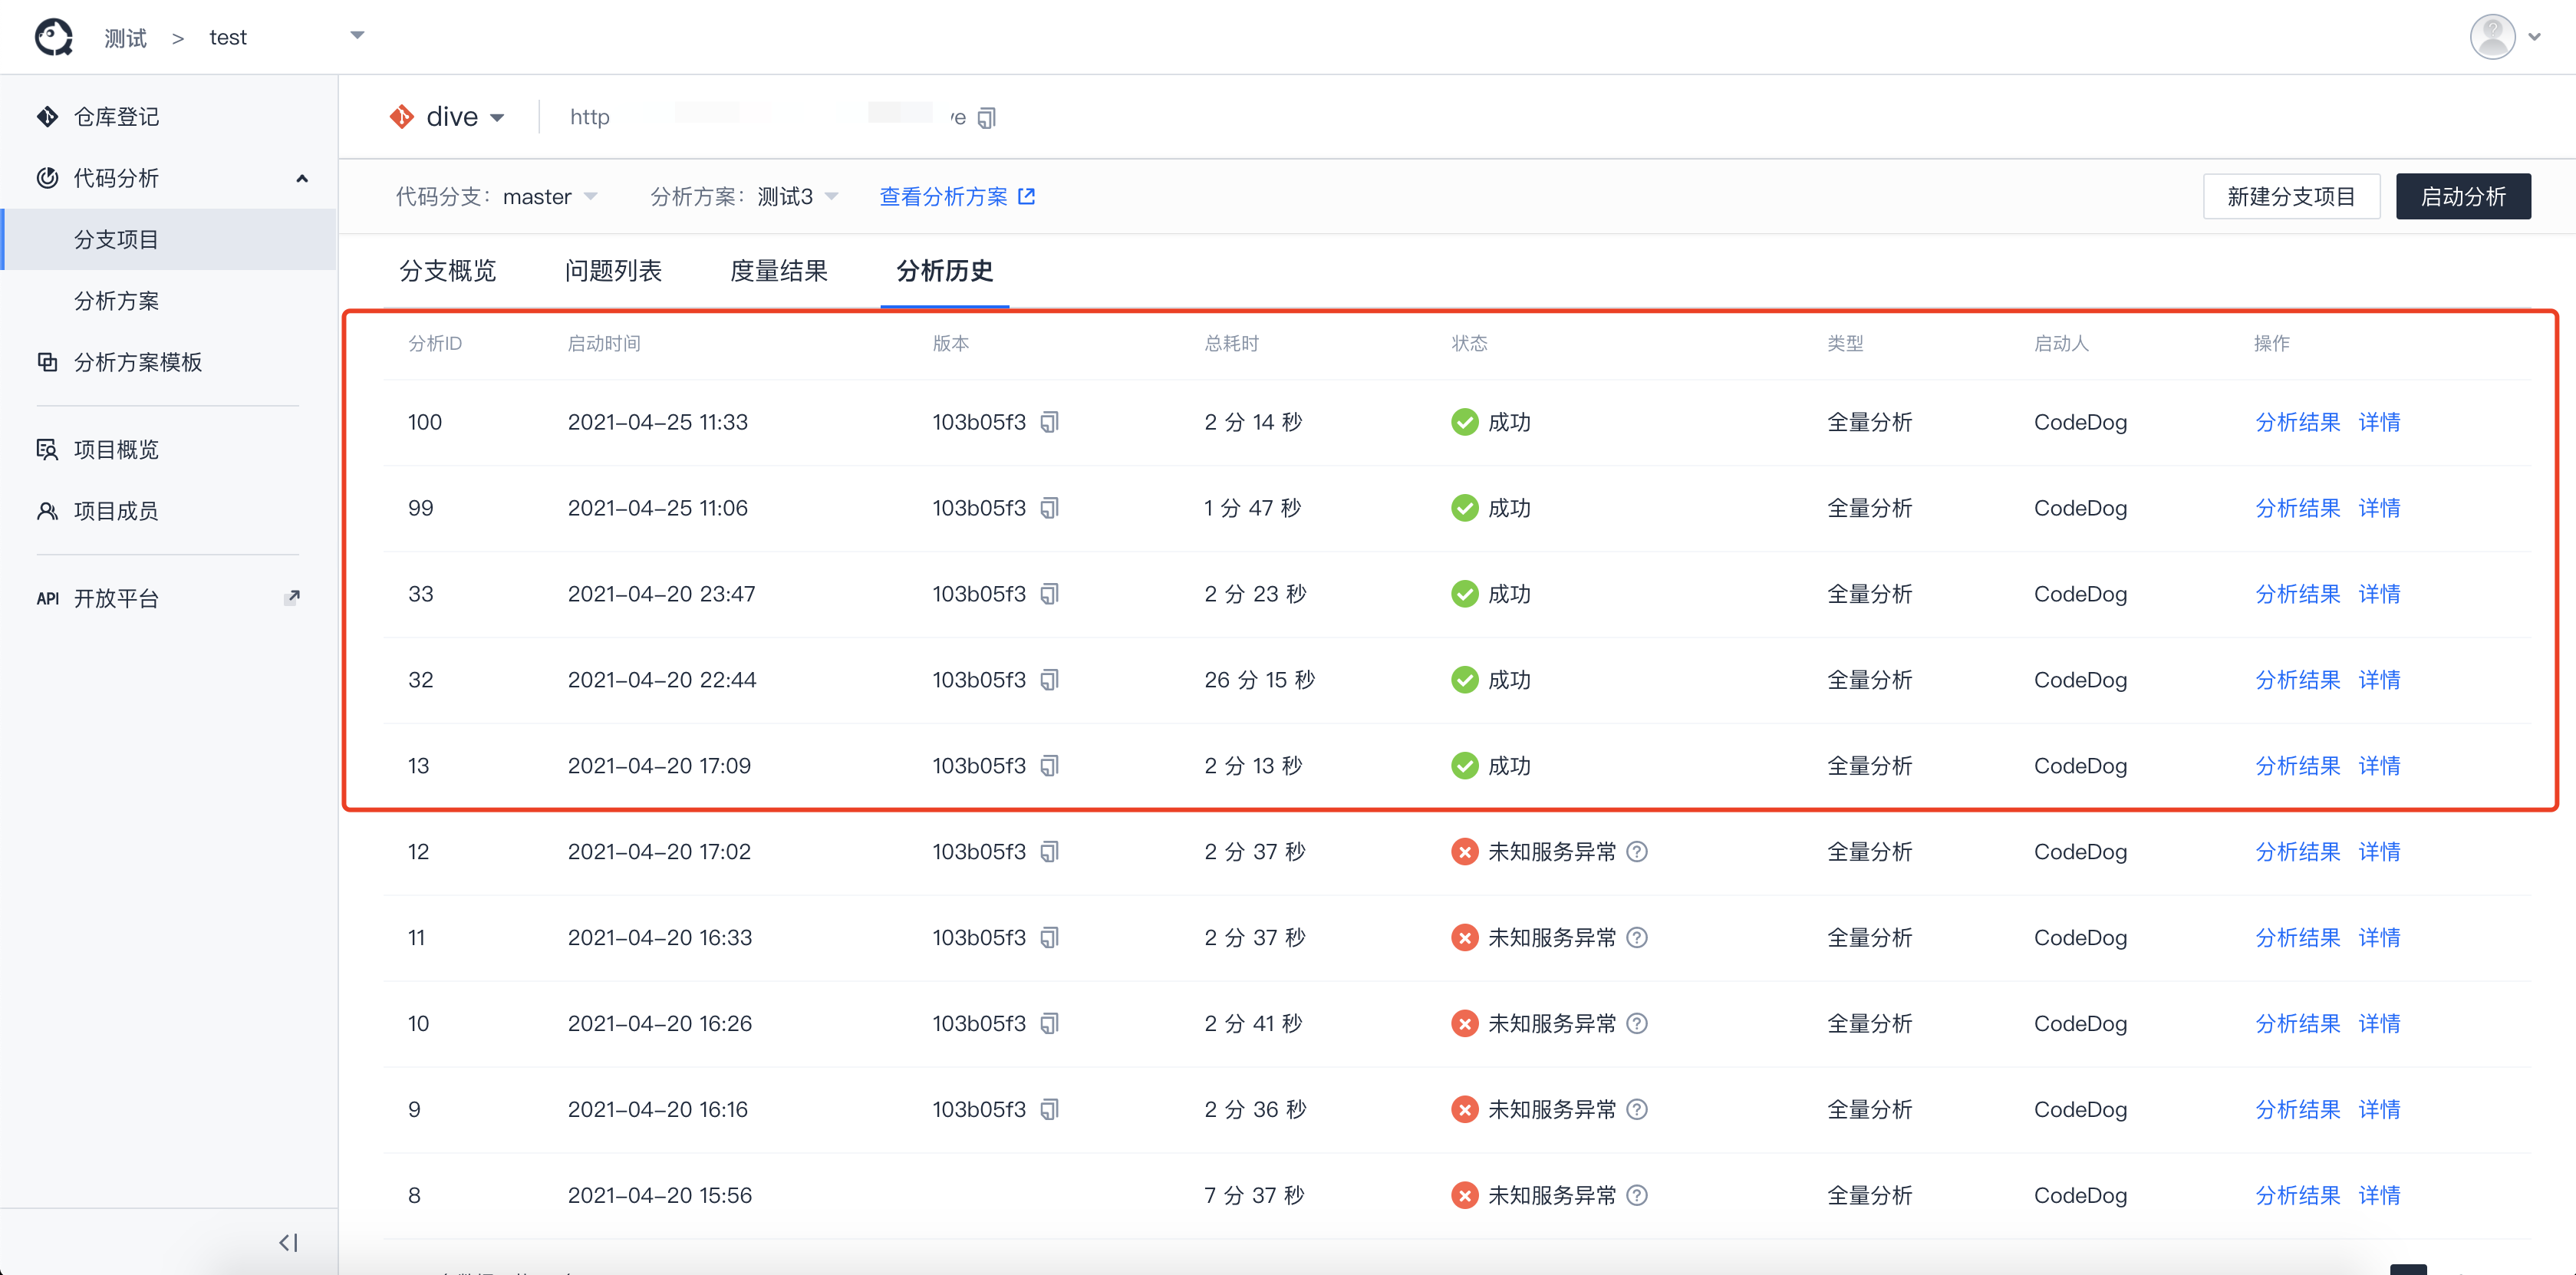 测试 > test
仓库登记
代码分析
分支项目
分析方案
分析方案模板
项目概览
项目成员
API 开放平台
dive http
代码分支： master 分析方案： 测试3 查看分析方案 新建分支项目 启动分析
分支概览 问题列表 度量结果 分析历史
分析ID 启动时间 版本 总耗时 状态 类型 启动人 操作
100 2021-04-25 11:33 103b05f3 2 分 14 秒 成功 全量分析 CodeDog 分析结果 详情
99 2021-04-25 11:06 103b05f3 1 分 47 秒 成功 全量分析 CodeDog 分析结果 详情
33 2021-04-20 23:47 103b05f3 2 分 23 秒 成功 全量分析 CodeDog 分析结果 详情
32 2021-04-20 22:44 103b05f3 26 分 15 秒 成功 全量分析 CodeDog 分析结果 详情
13 2021-04-20 17:09 103b05f3 2 分 13 秒 成功 全量分析 CodeDog 分析结果 详情
12 2021-04-20 17:02 103b05f3 2 分 37 秒 未知服务异常 全量分析 CodeDog 分析结果 详情
11 2021-04-20 16:33 103b05f3 2 分 37 秒 未知服务异常 全量分析 CodeDog 分析结果 详情
10 2021-04-20 16:26 103b05f3 2 分 41 秒 未知服务异常 全量分析 CodeDog 分析结果 详情
9 2021-04-20 16:16 103b05f3 2 分 36 秒 未知服务异常 全量分析 CodeDog 分析结果 详情
8 2021-04-20 15:56 7 分 37 秒 未知服务异常 全量分析 CodeDog 分析结果 详情